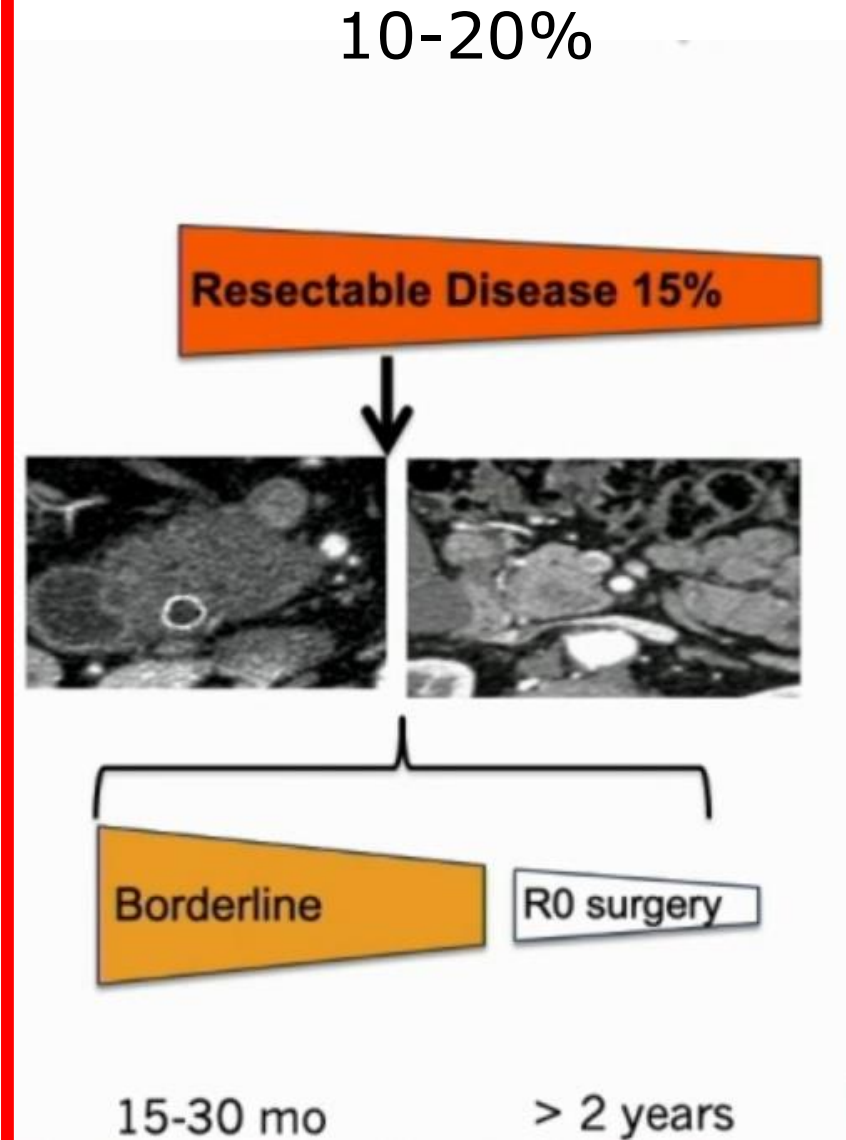 10-20%
Resectable Disease 15%
Borderline
R0 surgery
15-30 mo
> 2 years